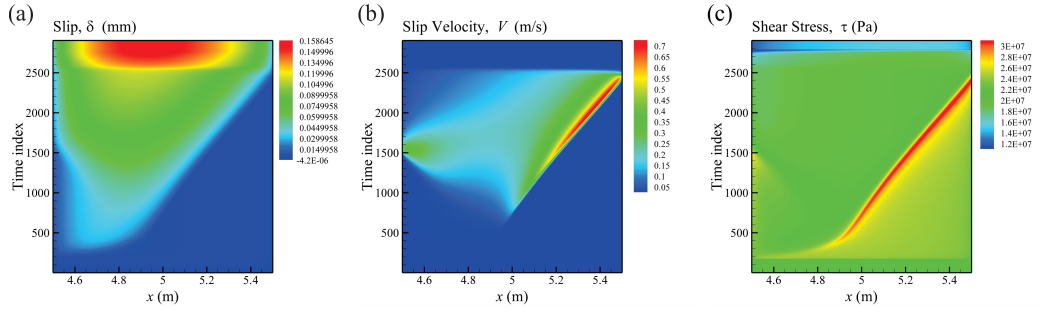 (a)
Slip, δ (mm)
0.158645
0.149996
0.134996
0.119996
0.104996
0.0899958
0.0749958
0.0599958
0.0449958
0.0299958
0.0149958
-4.2E-06
Time index
2500
2000
1500
1000
500
4.6 4.8 5 5.2 5.4
x (m)
(b)
Slip Velocity, V (m/s)
0.7
0.65
0.6
0.55
0.5
0.45
0.4
0.35
0.3
0.25
0.2
0.15
0.1
0.05
Time index
2500
2000
1500
1000
500
4.6 4.8 5 5.2 5.4
x (m)
(c)
Shear Stress, τ (Pa)
3E+07
2.8E+07
2.6E+07
2.4E+07
2.2E+07
2E+07
1.8E+07
1.6E+07
1.4E+07
1.2E+07
Time index
2500
2000
1500
1000
500
4.6 4.8 5 5.2 5.4
x (m)